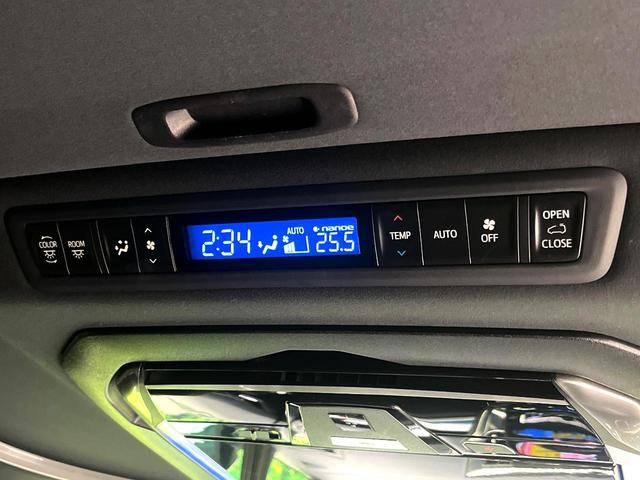 COLOR
ROOM
2:34
AUTO
nanoe
25.5
TEMP
AUTO
OFF
OPEN
CLOSE